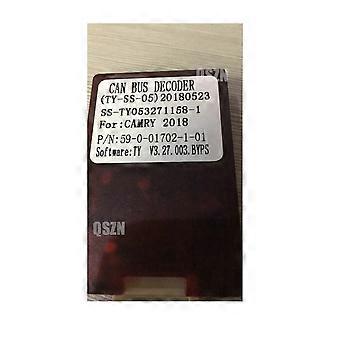 CAN BUS DECODER
(TY-SS-05)20180523
SS-TY053271158-1
For:CAMRY 2018
P/N:59-0-01702-1-01
Software:TY V3.27.003.BYPS
QSZN
QSZN